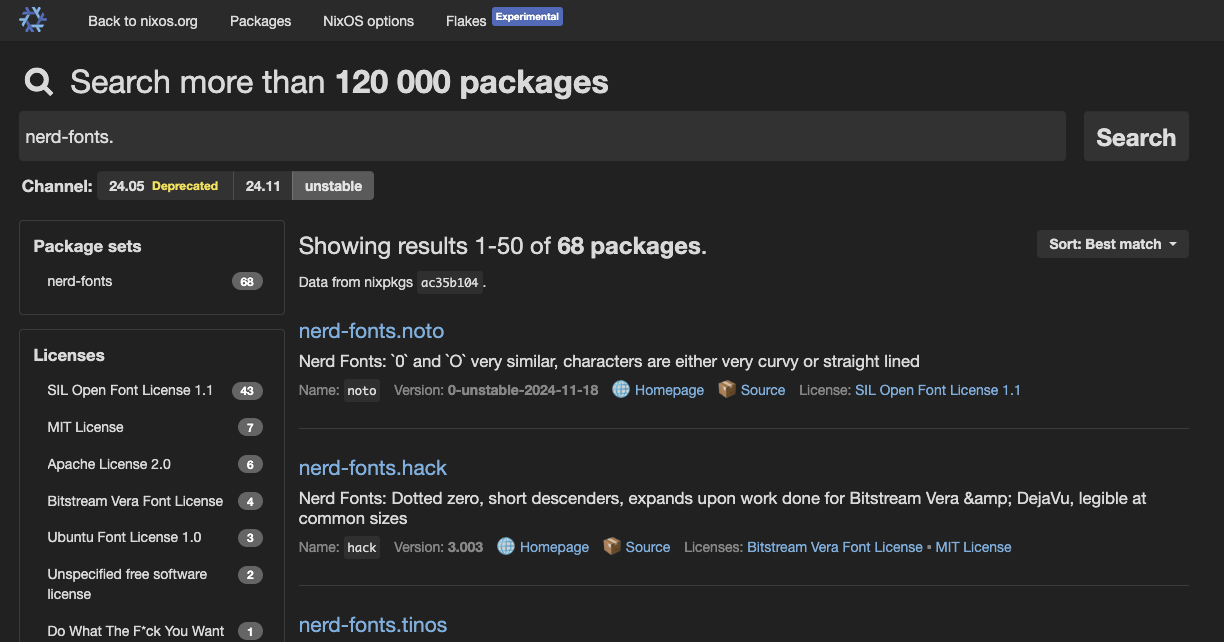 Back to nixos.org Packages NixOS options Flakes Experimental
Search more than 120 000 packages
nerd-fonts.
Search
Channel: 24.05 Deprecated 24.11 unstable
Package sets
nerd-fonts 68
Licenses
SIL Open Font License 1.1 43
MIT License 7
Apache License 2.0 6
Bitstream Vera Font License 4
Ubuntu Font License 1.0 3
Unspecified free software
license 2
Do What The F*ck You Want 1
Showing results 1-50 of 68 packages.
Sort: Best match
Data from nixpkgs ac35b104.
nerd-fonts.noto
Nerd Fonts: `0` and `O` very similar, characters are either very curvy or straight lined
Name: noto Version: 0-unstable-2024-11-18 Homepage Source License: SIL Open Font License 1.1
nerd-fonts.hack
Nerd Fonts: Dotted zero, short descenders, expands upon work done for Bitstream Vera &amp; DejaVu, legible at
common sizes
Name: hack Version: 3.003 Homepage Source Licenses: Bitstream Vera Font License ▪ MIT License
nerd-fonts.tinos